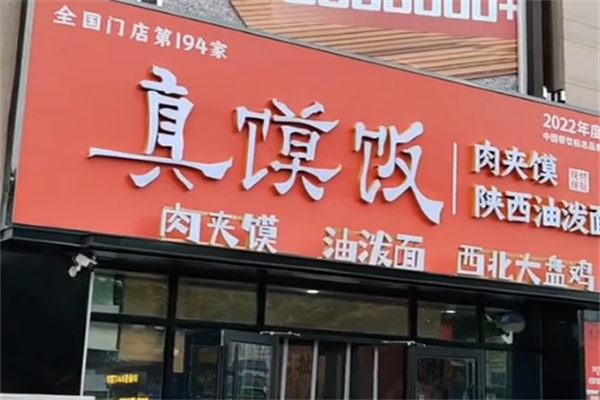 全国门店第194家
真馍饭
2022年度
肉夹馍
陕西油泼面
肉夹馍 油泼面 西北大盘鸡